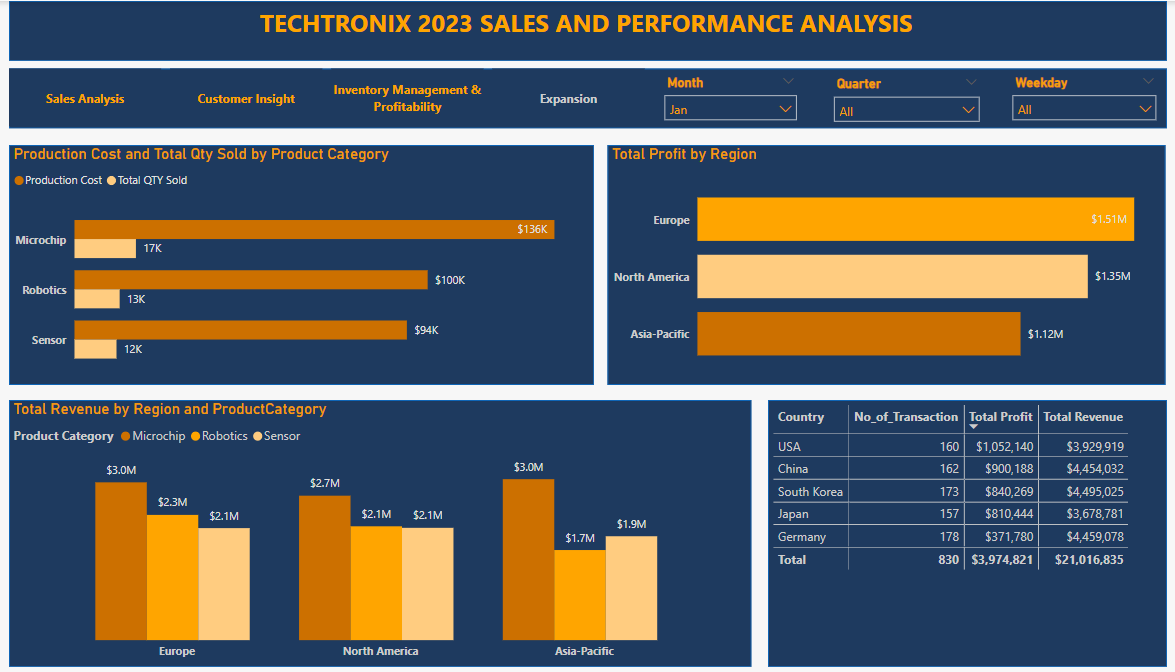 TECHTRONIX 2023 SALES AND PERFORMANCE ANALYSIS
Sales Analysis
Customer Insight
Inventory Management &
Profitability
Expansion
Month
Jan
Quarter
All
Weekday
All
Production Cost and Total Qty Sold by Product Category
Production Cost Total QTY Sold
Microchip
$136K
17K
Robotics
$100K
13K
Sensor
$94K
12K
Total Profit by Region
Europe
$1.51M
North America
$1.35M
Asia-Pacific
$1.12M
Total Revenue by Region and ProductCategory
Product Category Microchip Robotics Sensor
$3.0M
$2.3M
$2.1M
$2.7M
$2.1M
$2.1M
$3.0M
$1.7M
$1.9M
Europe
North America
Asia-Pacific
Country No_of_Transaction Total Profit Total Revenue
USA 160 $1,052,140 $3,929,919
China 162 $900,188 $4,454,032
South Korea 173 $840,269 $4,495,025
Japan 157 $810,444 $3,678,781
Germany 178 $371,780 $4,459,078
Total 830 $3,974,821 $21,016,835